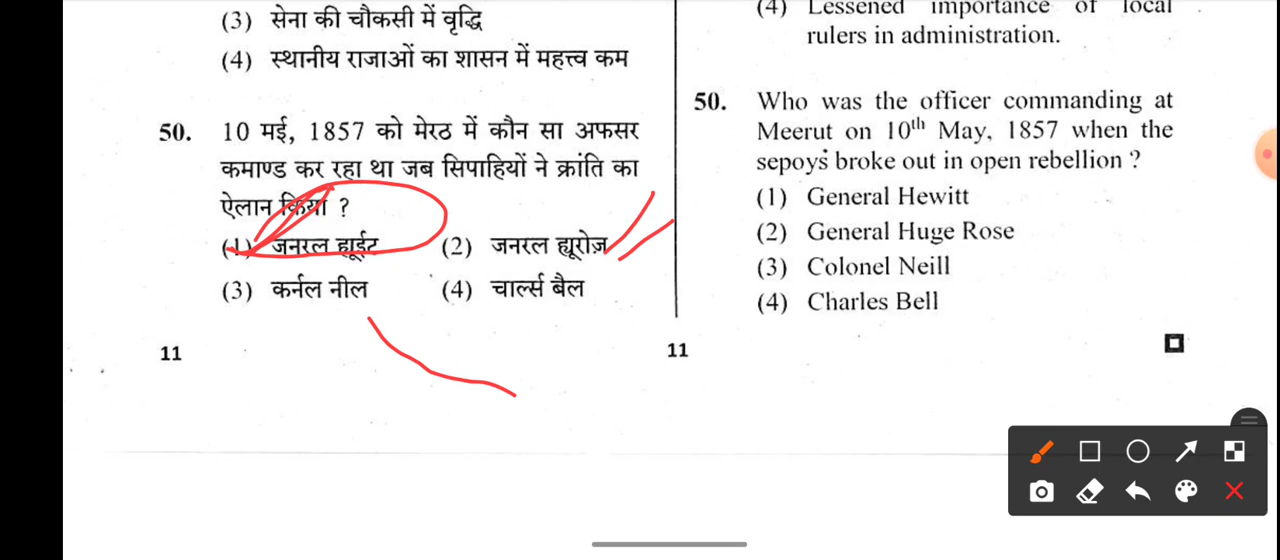 (3) सेना की चौकसी में वृद्धि
(4) स्थानीय राजाओं का शासन में महत्त्व कम
50. 10 मई, 1857 को मेरठ में कौन सा अफसर
कमाण्ड कर रहा था जब सिपाहियों ने क्रांति का
ऐलान किया ?
(1) जनरल हूईट (2) जनरल ह्यूरोज़
(3) कर्नल नील (4) चार्ल्स बैल
11
(4) Lessened importance of local
rulers in administration.
50. Who was the officer commanding at
Meerut on 10th May, 1857 when the
sepoys broke out in open rebellion ?
(1) General Hewitt
(2) General Huge Rose
(3) Colonel Neill
(4) Charles Bell
11